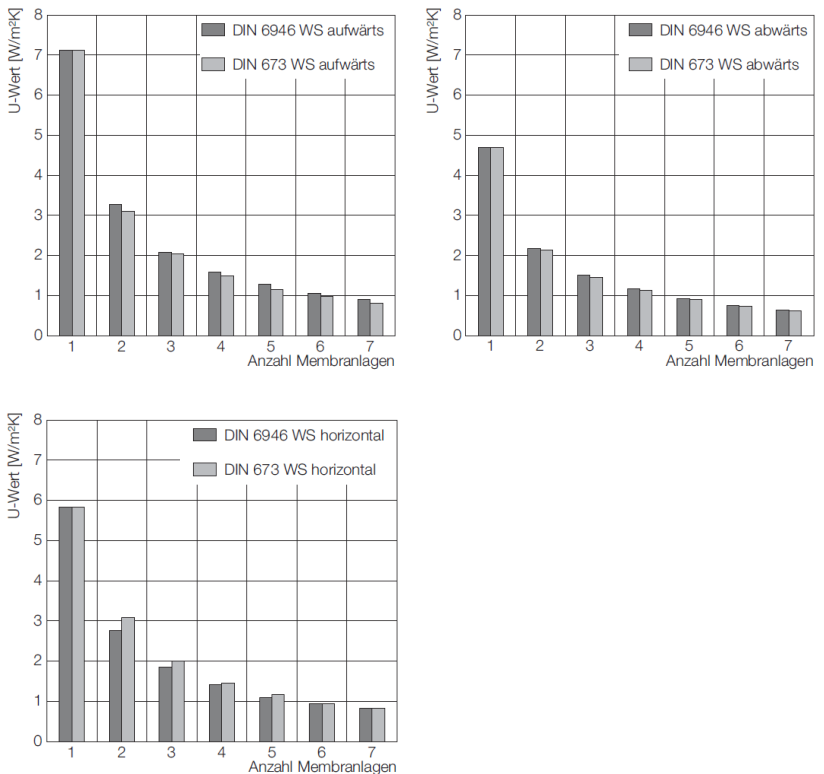 U-Wert [W/m²K]
8
7
6
5
4
3
2
1
0
DIN 6946 WS aufwärts
DIN 673 WS aufwärts
1 2 3 4 5 6 7
Anzahl Membranlagen
U-Wert [W/m²K]
8
7
6
5
4
3
2
1
0
DIN 6946 WS abwärts
DIN 673 WS abwärts
1 2 3 4 5 6 7
Anzahl Membranlagen
U-Wert [W/m²K]
8
7
6
5
4
3
2
1
0
DIN 6946 WS horizontal
DIN 673 WS horizontal
1 2 3 4 5 6 7
Anzahl Membranlagen